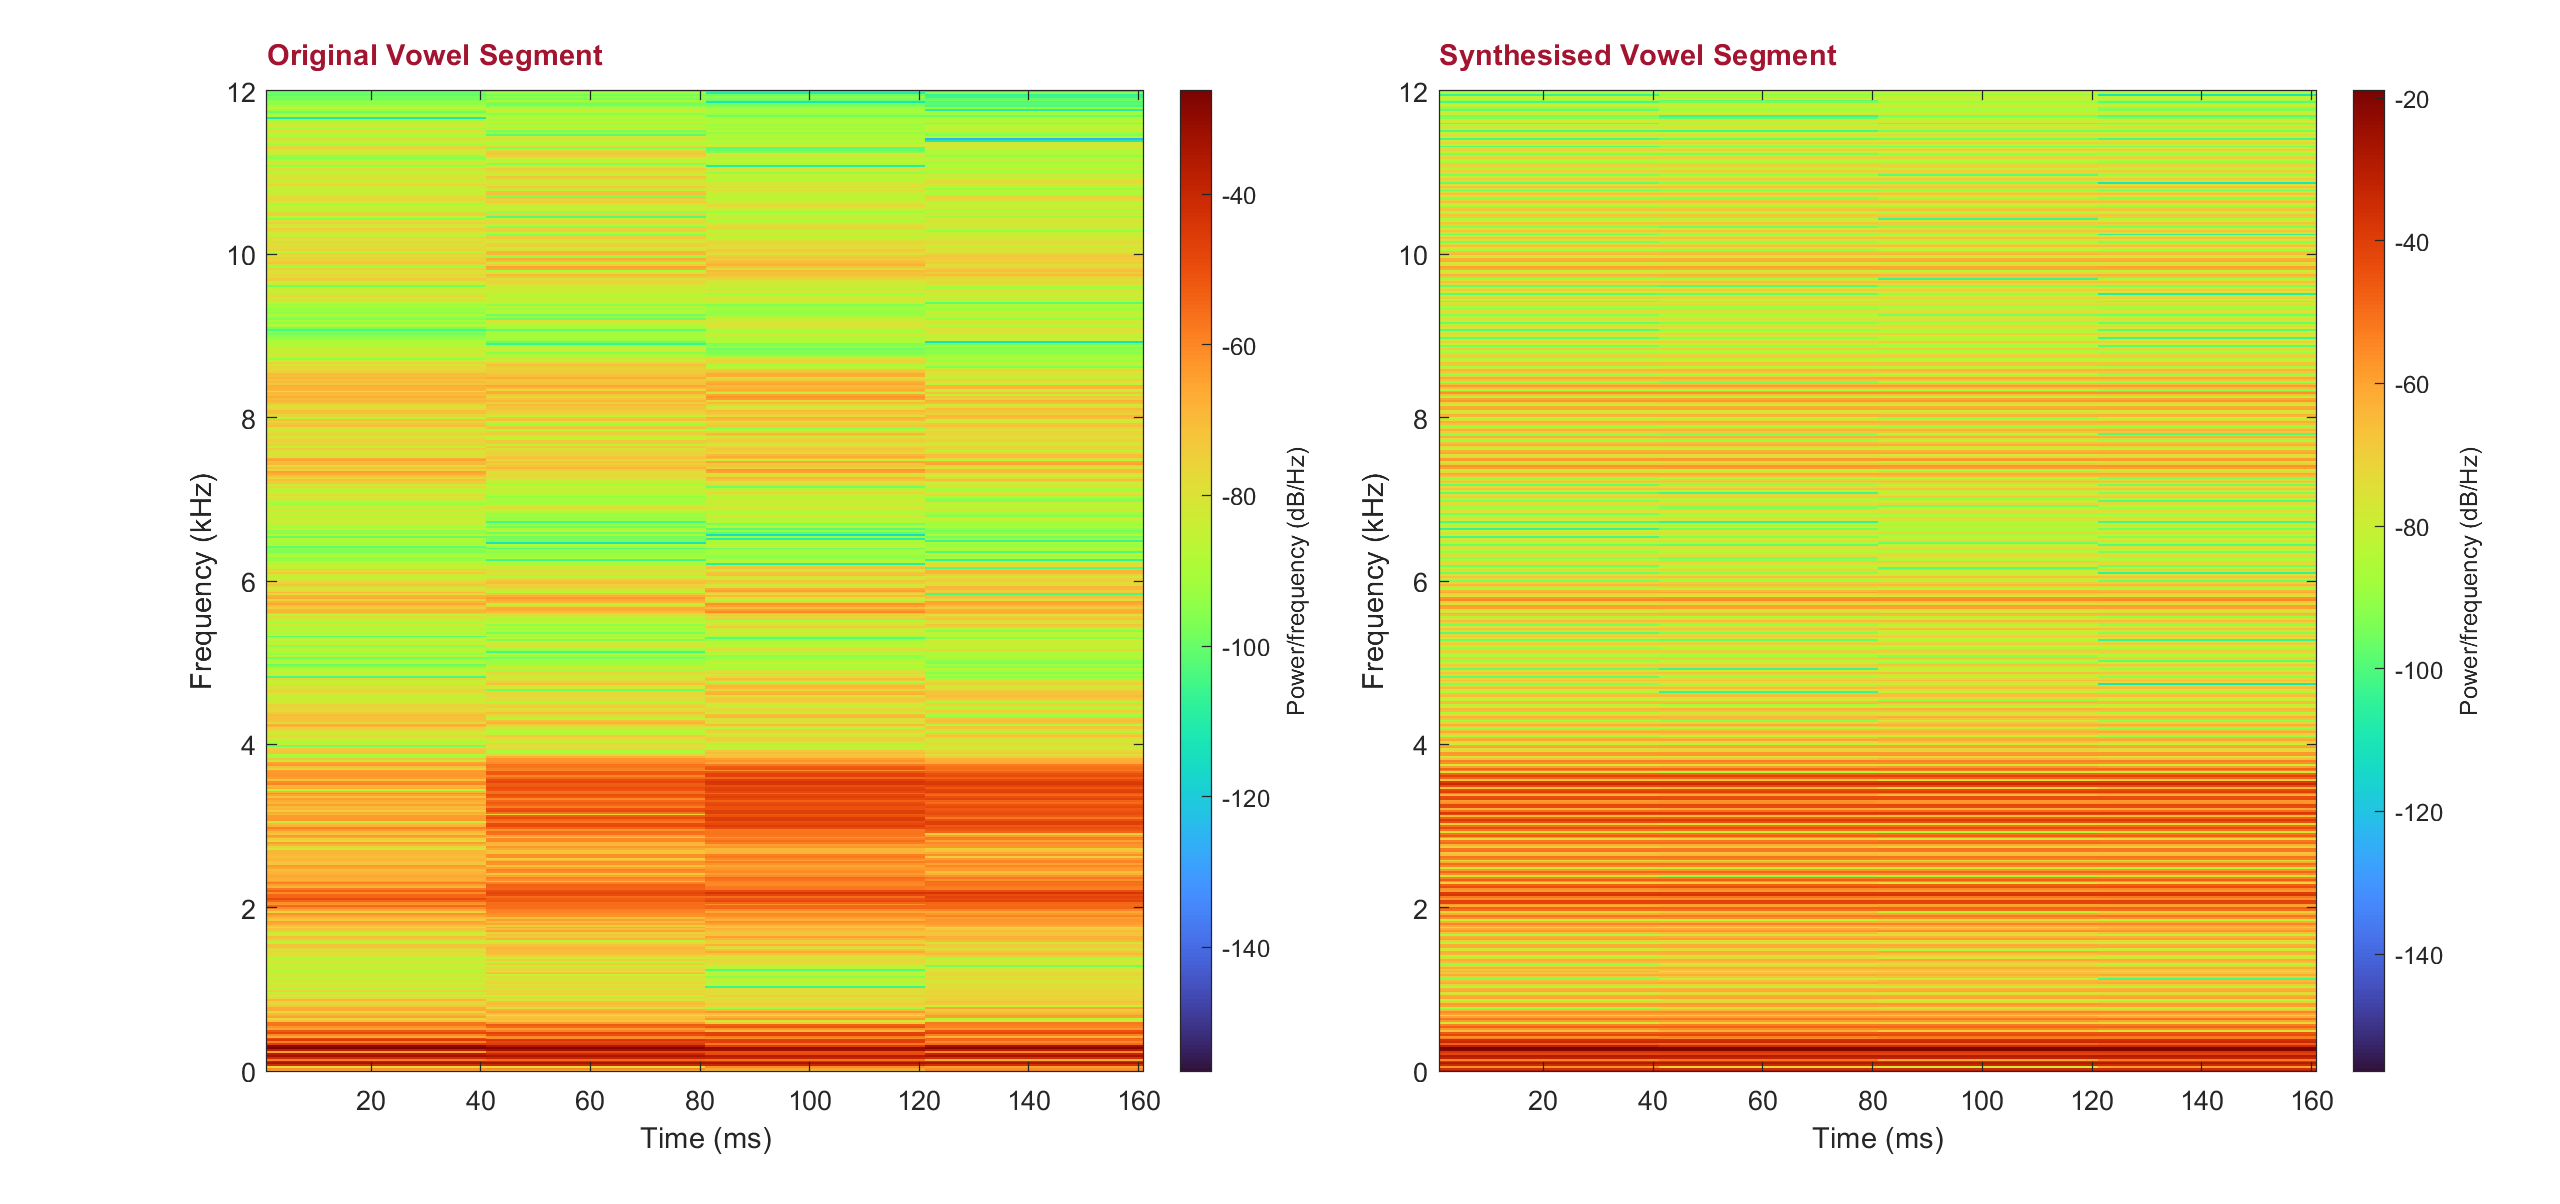 Original Vowel Segment
12
10
8
6
4
2
0
Frequency (kHz)
20 40 60 80 100 120 140 160
Time (ms)
-40
-60
-80
-100
-120
-140
Power/frequency (dB/Hz)
Synthesised Vowel Segment
12
10
8
6
4
2
0
Frequency (kHz)
20 40 60 80 100 120 140 160
Time (ms)
-20
-40
-60
-80
-100
-120
-140
Power/frequency (dB/Hz)